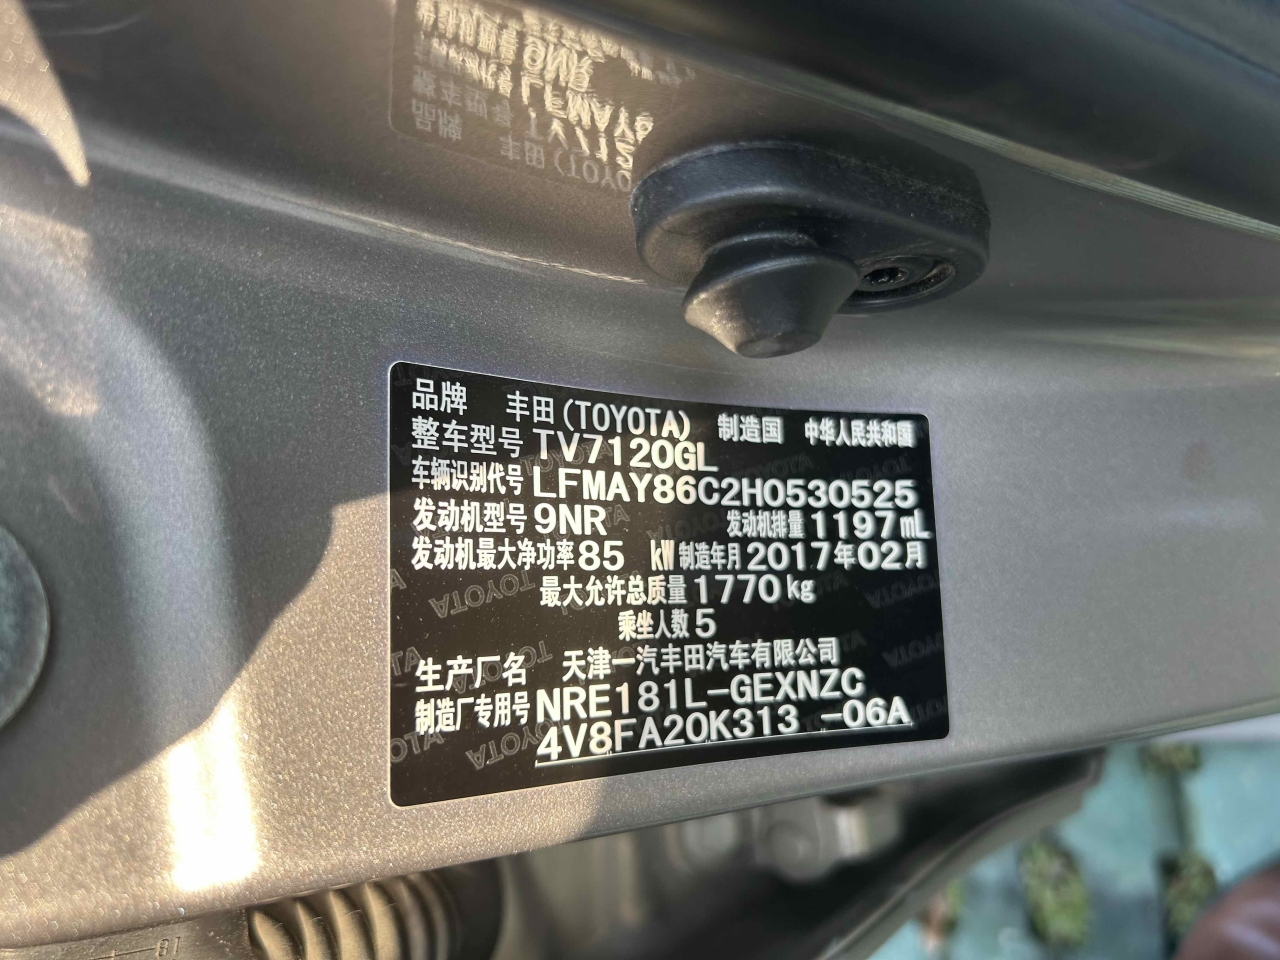 品牌 丰田(TOYOTA) 制造国 中华人民共和国
整车型号 TV7120GL
车辆识别代号 LFMAY86C2H0530525
发动机型号 9NR 发动机排量 1197 mL
发动机最大净功率 85 kW 制造年月 2017年02月
最大允许总质量 1770 kg
乘坐人数 5
生产厂名 天津一汽丰田汽车有限公司
制造厂专用号 NRE181L-GEXNZC
4V8FA20K313 -06A
81